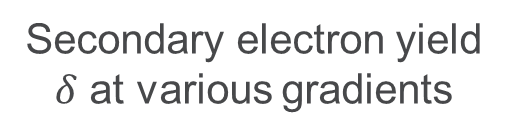 Secondary electron yield
δ at various gradients